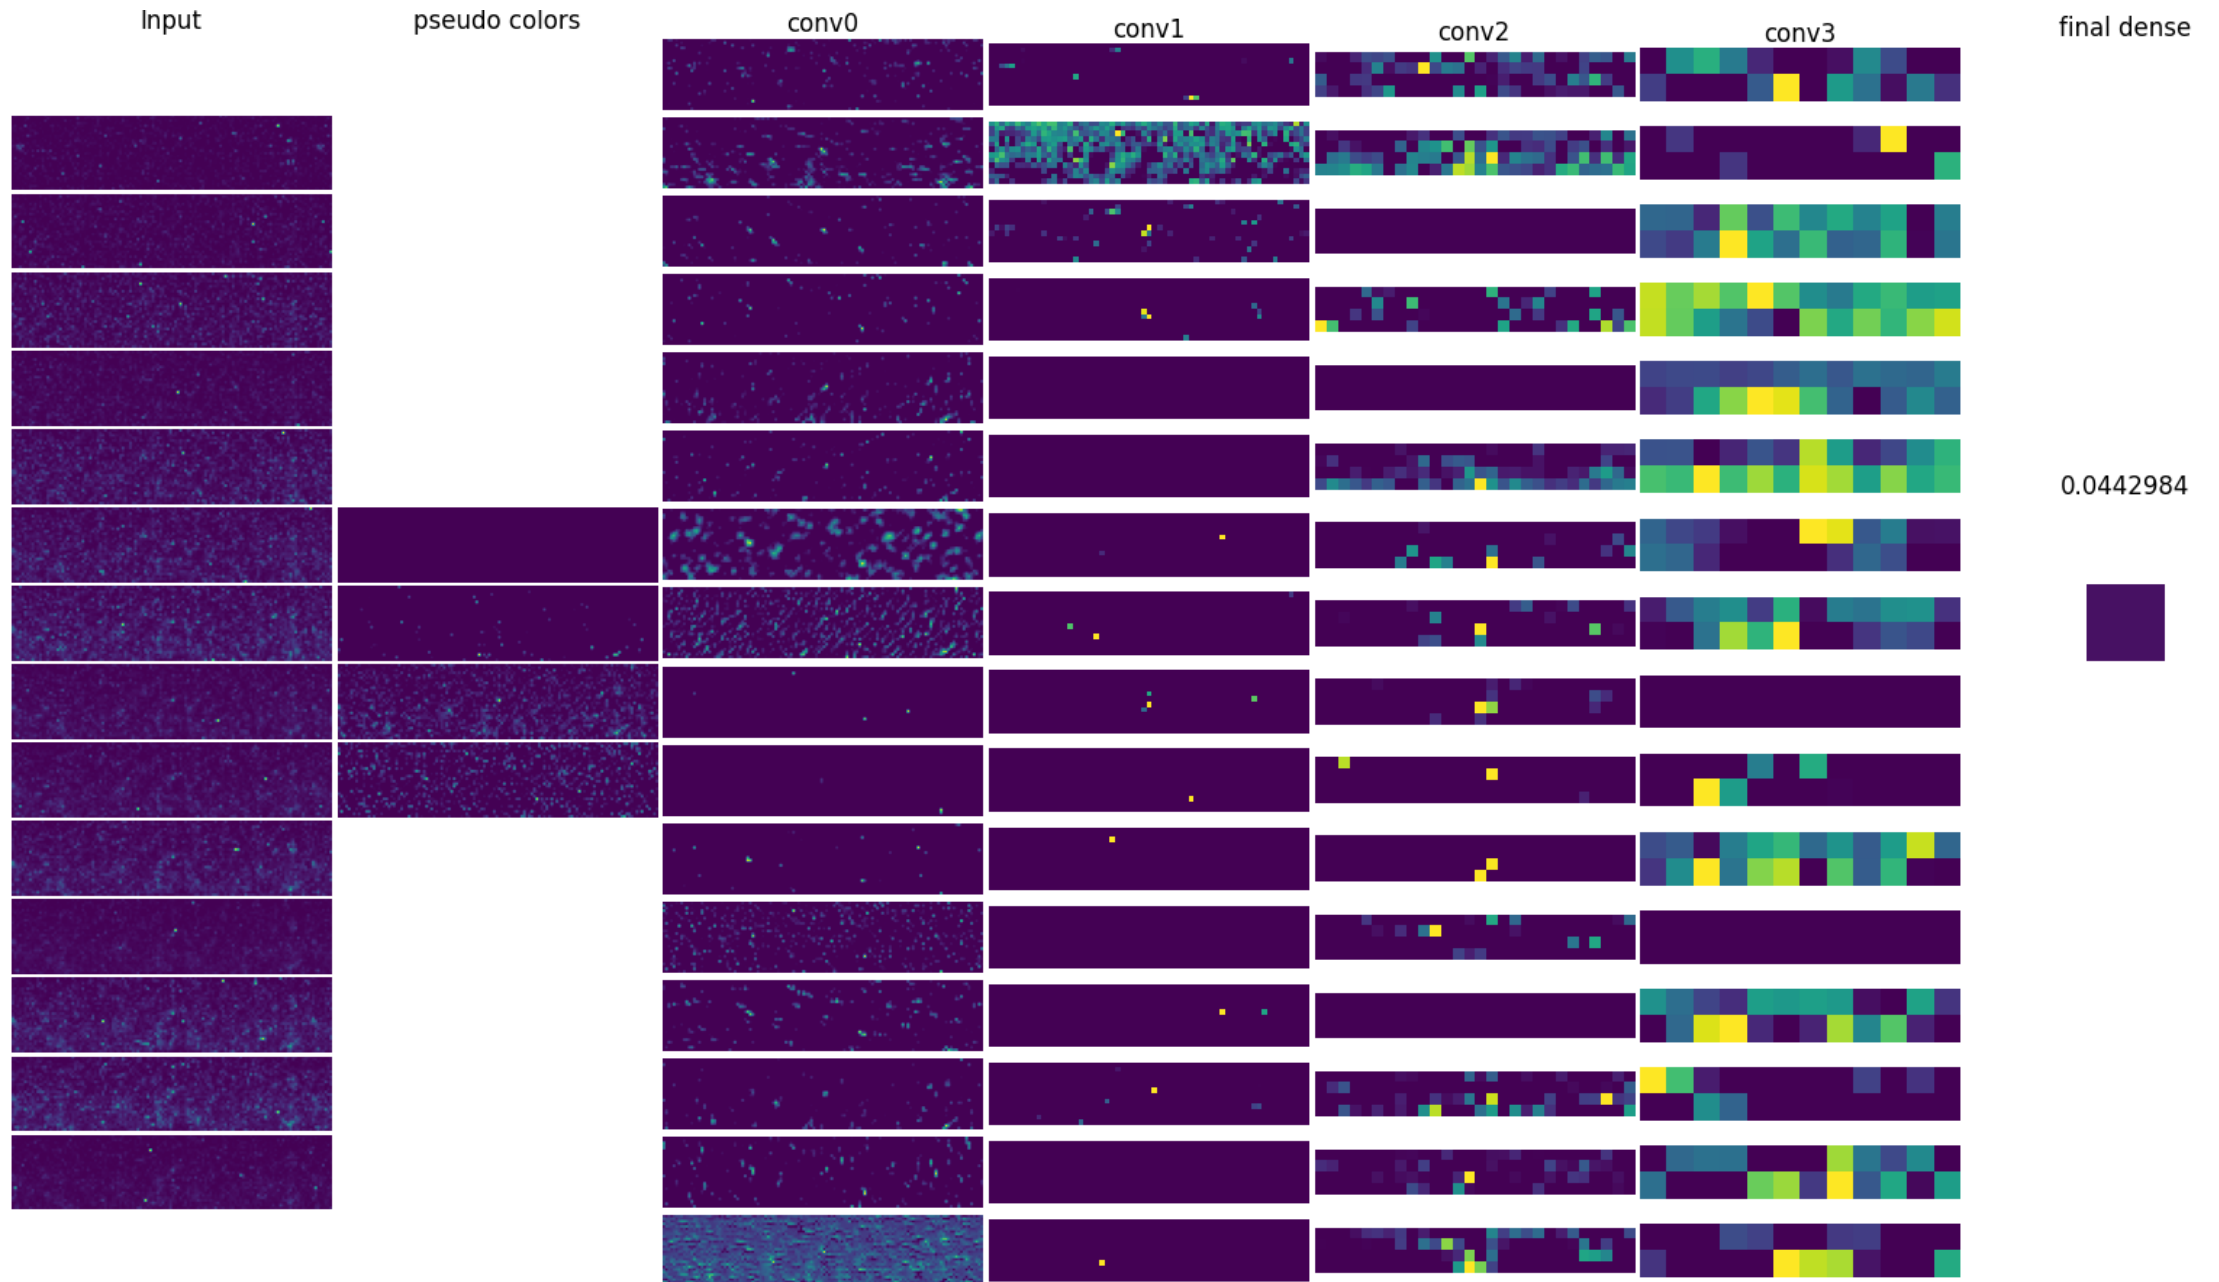 Input
pseudo colors
conv0
conv1
conv2
conv3
final dense
0.0442984